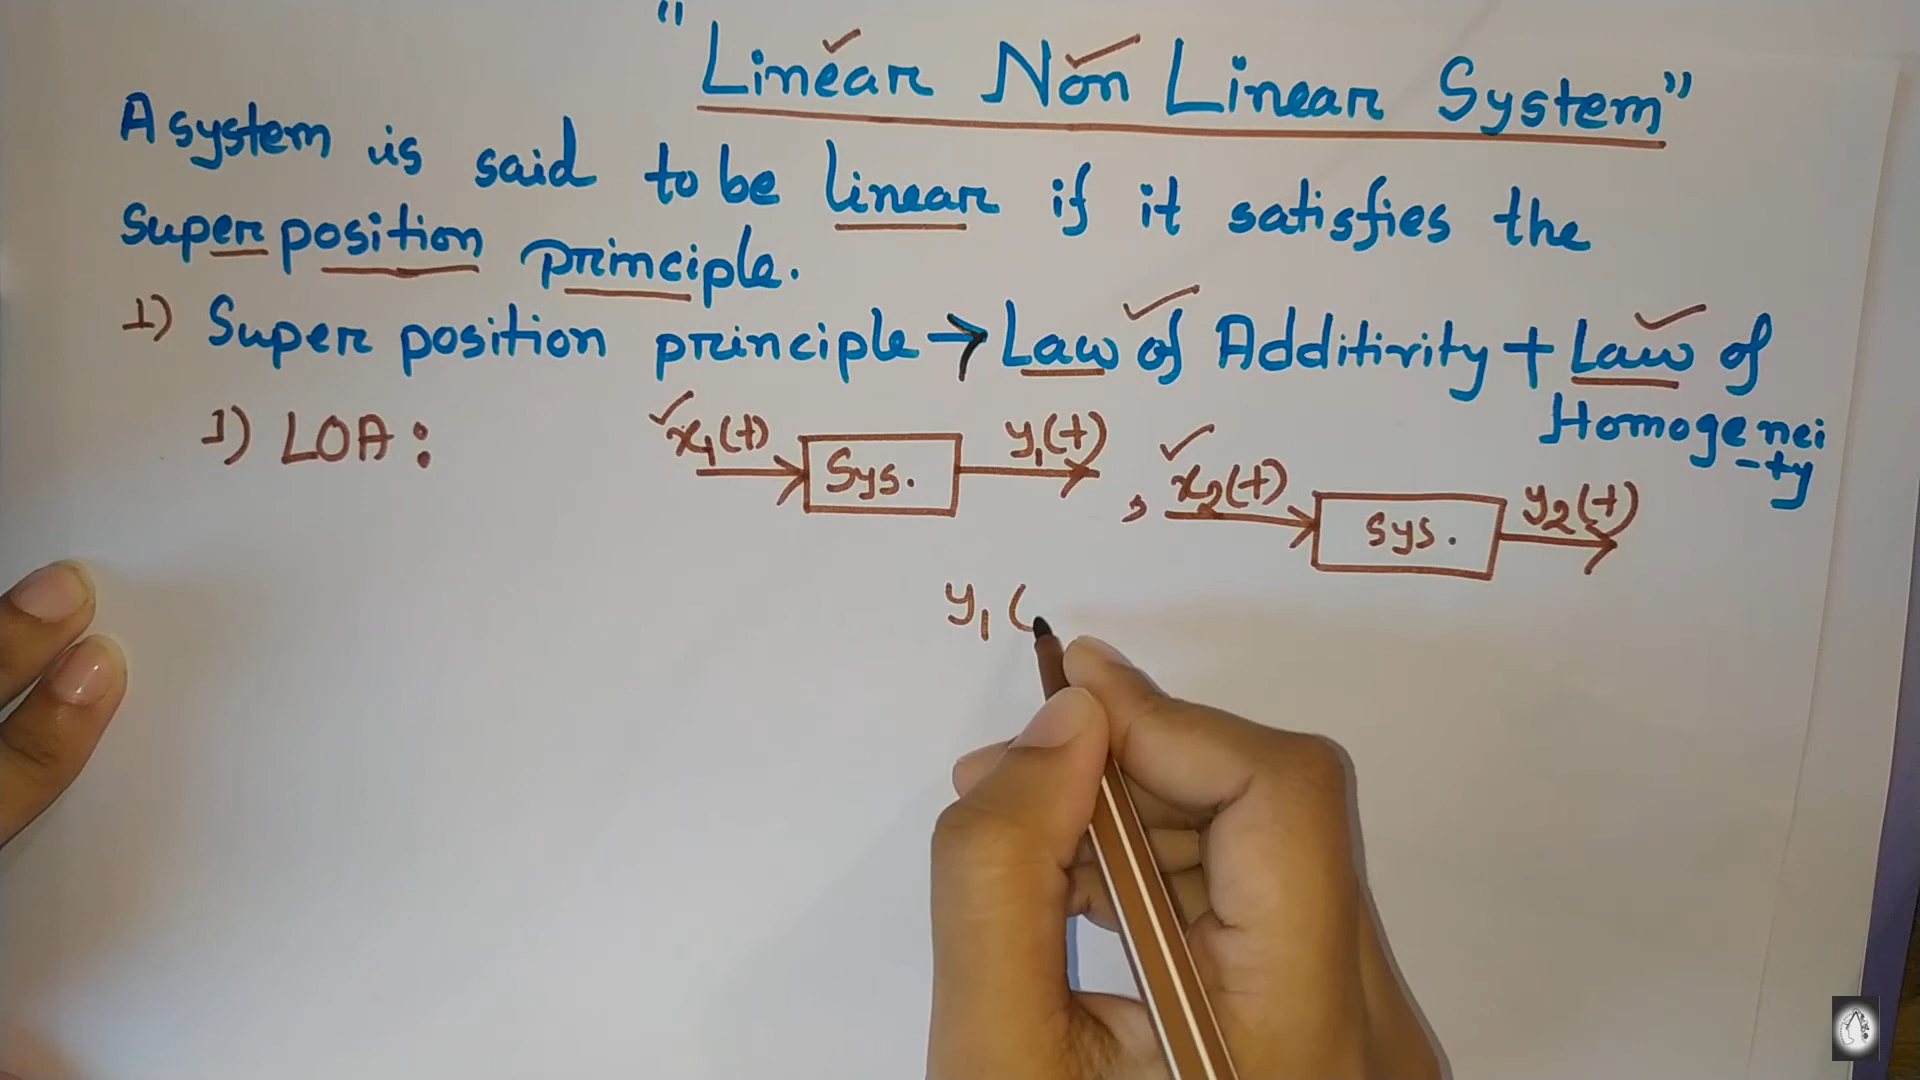 "Linear Non Linear System"
A system is said to be linear if it satisfies the
Super position principle.
1) Super position principle → Law of Additivity + Law of
Homogenei
-ty
1) LOA:
x₁(t) Sys. y₁(t) , x₂(t) Sys. y₂(t)
y₁(